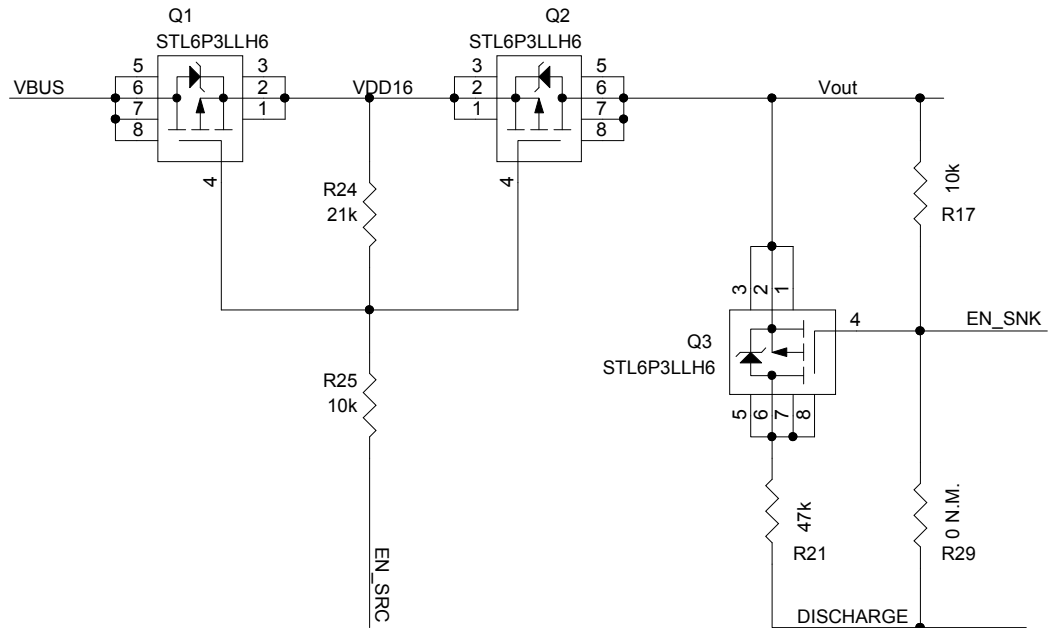 Q1
STL6P3LLH6
Q2
STL6P3LLH6
VBUS
5
6
7
8
3
2
1
4
VDD16
3
2
1
5
6
7
8
4
Vout
R24
21k
10k
R17
3
2
1
4
EN_SNK
Q3
STL6P3LLH6
5
6
7
8
R25
10k
47k
R21
0 N.M.
R29
EN_SRC
DISCHARGE